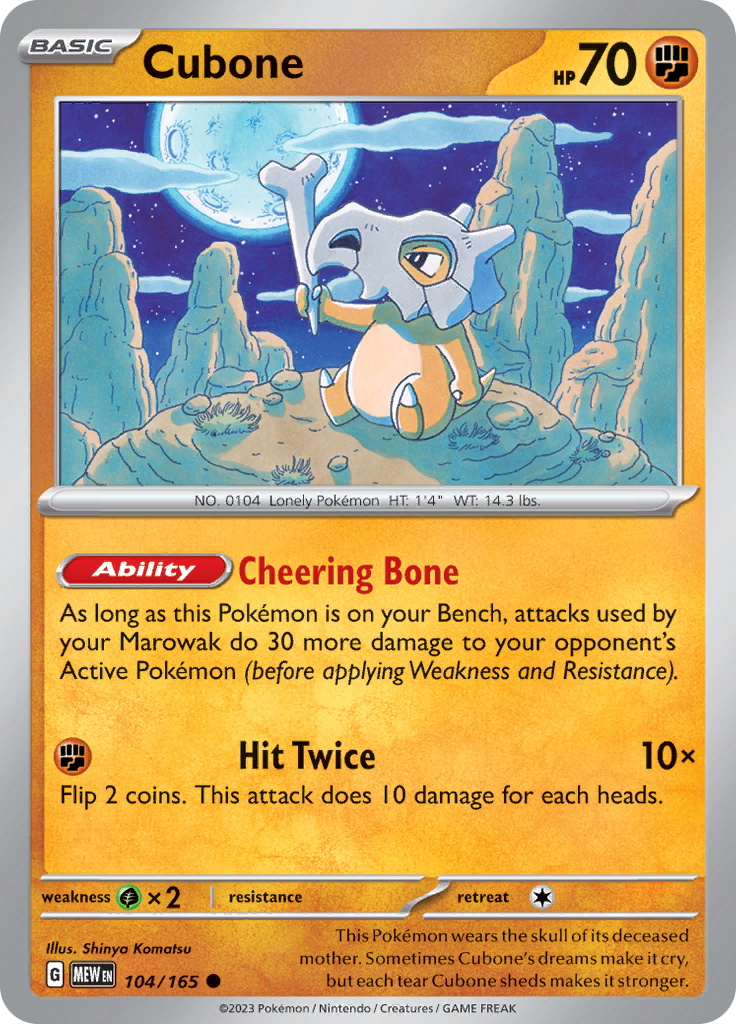 BASIC
Cubone
HP 70
NO. 0104 Lonely Pokémon HT: 1'4" WT: 14.3 lbs.
Ability Cheering Bone
As long as this Pokémon is on your Bench, attacks used by
your Marowak do 30 more damage to your opponent's
Active Pokémon (before applying Weakness and Resistance).
Hit Twice 10×
Flip 2 coins. This attack does 10 damage for each heads.
weakness ×2 resistance retreat
Illus. Shinya Komatsu
This Pokémon wears the skull of its deceased
mother. Sometimes Cubone's dreams make it cry,
but each tear Cubone sheds makes it stronger.
G MEW EN 104/165
©2023 Pokémon / Nintendo / Creatures / GAME FREAK